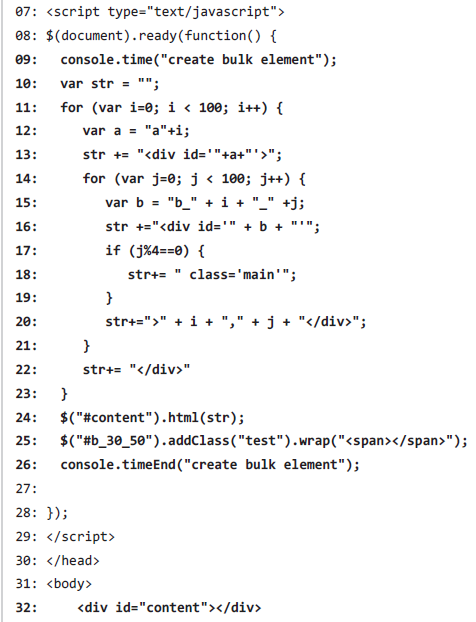 07: <script type="text/javascript">
08: $(document).ready(function() {
09:   console.time("create bulk element");
10:   var str = "";
11:   for (var i=0; i < 100; i++) {
12:      var a = "a"+i;
13:      str += "<div id='"+a+"'>";
14:      for (var j=0; j < 100; j++) {
15:         var b = "b_" + i + "_" +j;
16:         str +="<div id='" + b + "'";
17:         if (j%4==0) {
18:            str+= " class='main'";
19:         }
20:         str+=">" + i + "," + j + "</div>";
21:      }
22:      str+= "</div>"
23:   }
24:   $("#content").html(str);
25:   $("#b_30_50").addClass("test").wrap("<span></span>");
26:   console.timeEnd("create bulk element");
27:
28: });
29: </script>
30: </head>
31: <body>
32:     <div id="content"></div>